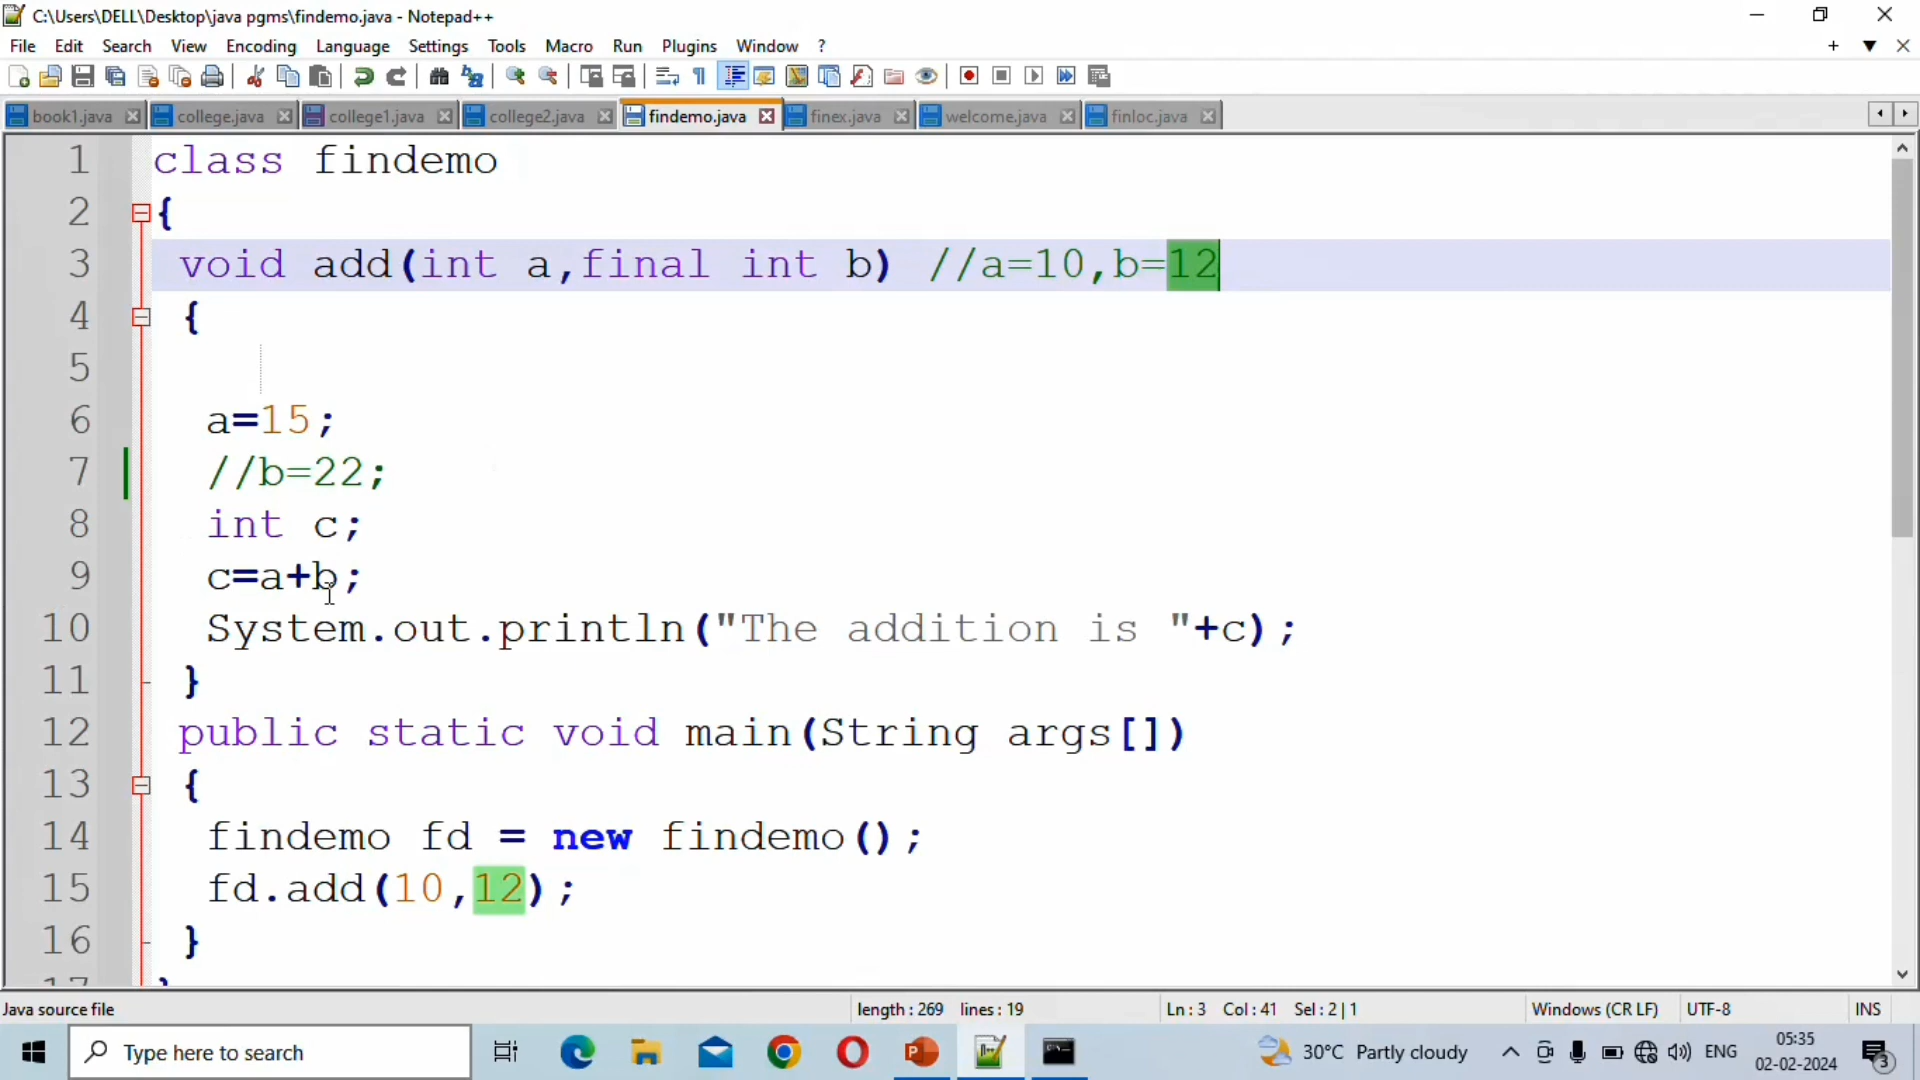 C:\Users\DELL\Desktop\java pgms\findemo.java - Notepad++
File Edit Search View Encoding Language Settings Tools Macro Run Plugins Window ?
book1.java college.java college1.java college2.java findemo.java finex.java welcome.java finloc.java
1 class findemo
2 {
3 void add(int a,final int b) //a=10,b=12
4 {
5
6 a=15;
7 //b=22;
8 int c;
9 c=a+b;
10 System.out.println("The addition is "+c);
11 }
12 public static void main(String args[])
13 {
14 findemo fd = new findemo();
15 fd.add(10,12);
16 }
17 }
Java source file length : 269 lines : 19 Ln : 3 Col : 41 Sel : 2 | 1 Windows (CR LF) UTF-8 INS
Type here to search 30°C Partly cloudy ENG 05:35
02-02-2024 3